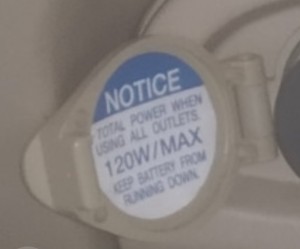 NOTICE
TOTAL POWER WHEN
USING ALL OUTLETS.
120W/MAX
KEEP BATTERY FROM
RUNNING DOWN.